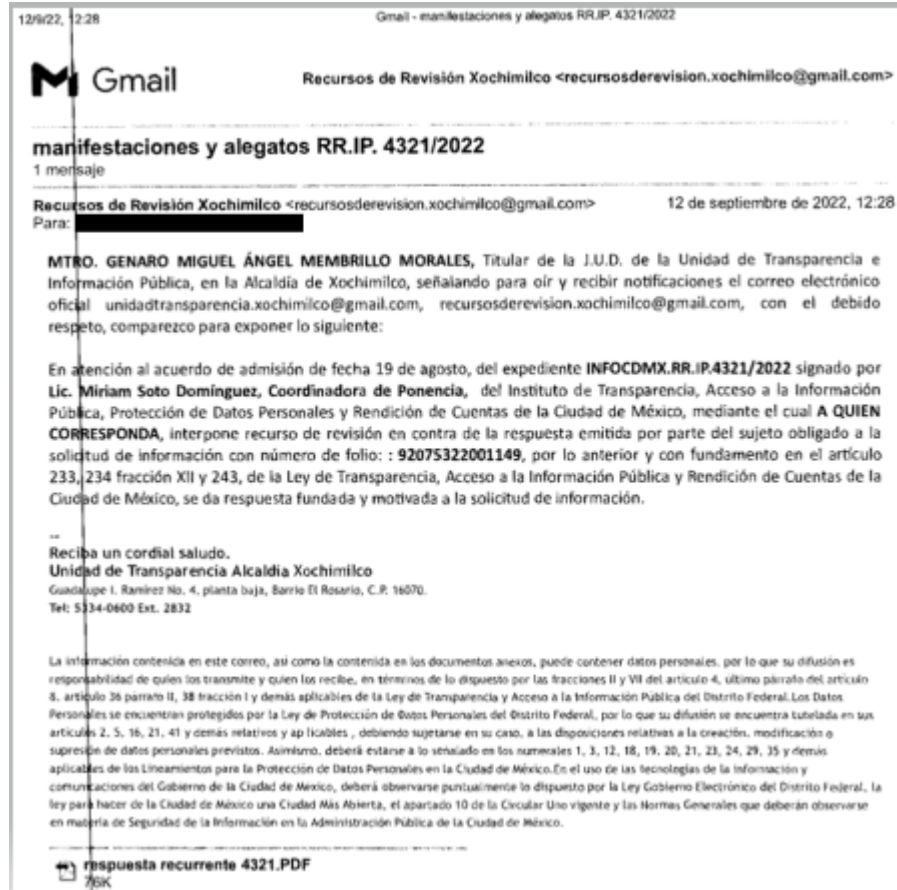 12/9/22, 12:28
Gmail - manifestaciones y alegatos RR.IP. 4321/2022
Gmail
Recursos de Revisión Xochimilco <recursosderevision.xochimilco@gmail.com>
manifestaciones y alegatos RR.IP. 4321/2022
1 mensaje
Recursos de Revisión Xochimilco <recursosderevision.xochimilco@gmail.com>
12 de septiembre de 2022, 12:28
Para:
MTRO. GENARO MIGUEL ÁNGEL MEMBRILLO MORALES, Titular de la J.U.D. de la Unidad de Transparencia e
Información Pública, en la Alcaldía de Xochimilco, señalando para oír y recibir notificaciones el correo electrónico
oficial unidadtransparencia.xochimilco@gmail.com, recursosderevision.xochimilco@gmail.com, con el debido
respeto, comparezco para exponer lo siguiente:
En atención al acuerdo de admisión de fecha 19 de agosto, del expediente INFOCDMX.RR.IP.4321/2022 signado por
Lic. Miriam Soto Domínguez, Coordinadora de Ponencia, del Instituto de Transparencia, Acceso a la Información
Pública, Protección de Datos Personales y Rendición de Cuentas de la Ciudad de México, mediante el cual A QUIEN
CORRESPONDA, interpone recurso de revisión en contra de la respuesta emitida por parte del sujeto obligado a la
solicitud de información con número de folio: : 92075322001149, por lo anterior y con fundamento en el artículo
233, 234 fracción XII y 243, de la Ley de Transparencia, Acceso a la Información Pública y Rendición de Cuentas de la
Ciudad de México, se da respuesta fundada y motivada a la solicitud de información.
--
Reciba un cordial saludo.
Unidad de Transparencia Alcaldia Xochimilco
Guadalupe I. Ramirez No. 4, planta baja, Barrio El Rosario, C.P. 16070.
Tel: 5334-0600 Ext. 2832
La información contenida en este correo, así como la contenida en los documentos anexos, puede contener datos personales, por lo que su difusión es
responsabilidad de quien los transmite y quien los recibe, en términos de lo dispuesto por las fracciones II y VII del artículo 4, último párrafo del artículo
8, artículo 36 párrafo II, 38 fracción I y demás aplicables de la Ley de Transparencia y Acceso a la Información Pública del Distrito Federal.Los Datos
Personales se encuentran protegidos por la Ley de Protección de Datos Personales del Distrito Federal, por lo que su difusión se encuentra tutelada en sus
artículos 2, 5, 16, 21, 41 y demás relativos y ap licables , debiendo sujetarse en su caso, a las disposiciones relativas a la creación, modificación o
supresión de datos personales previstos. Asimismo, deberá estarse a lo señalado en los numerales 1, 3, 12, 18, 19, 20, 21, 23, 24, 29, 35 y demás
aplicables de los Lineamientos para la Protección de Datos Personales en la Ciudad de México.En el uso de las tecnologías de la información y
comunicaciones del Gobierno de la Ciudad de Mexico, deberá observarse puntualmente lo dispuesto por la Ley Gobierno Electrónico del Distrito Federal, la
ley para hacer de la Ciudad de México una Ciudad Más Abierta, el apartado 10 de la Circular Uno vigente y las Normas Generales que deberán observarse
en materia de Seguridad de la Información en la Administración Pública de la Ciudad de México.
respuesta recurrente 4321.PDF
76K